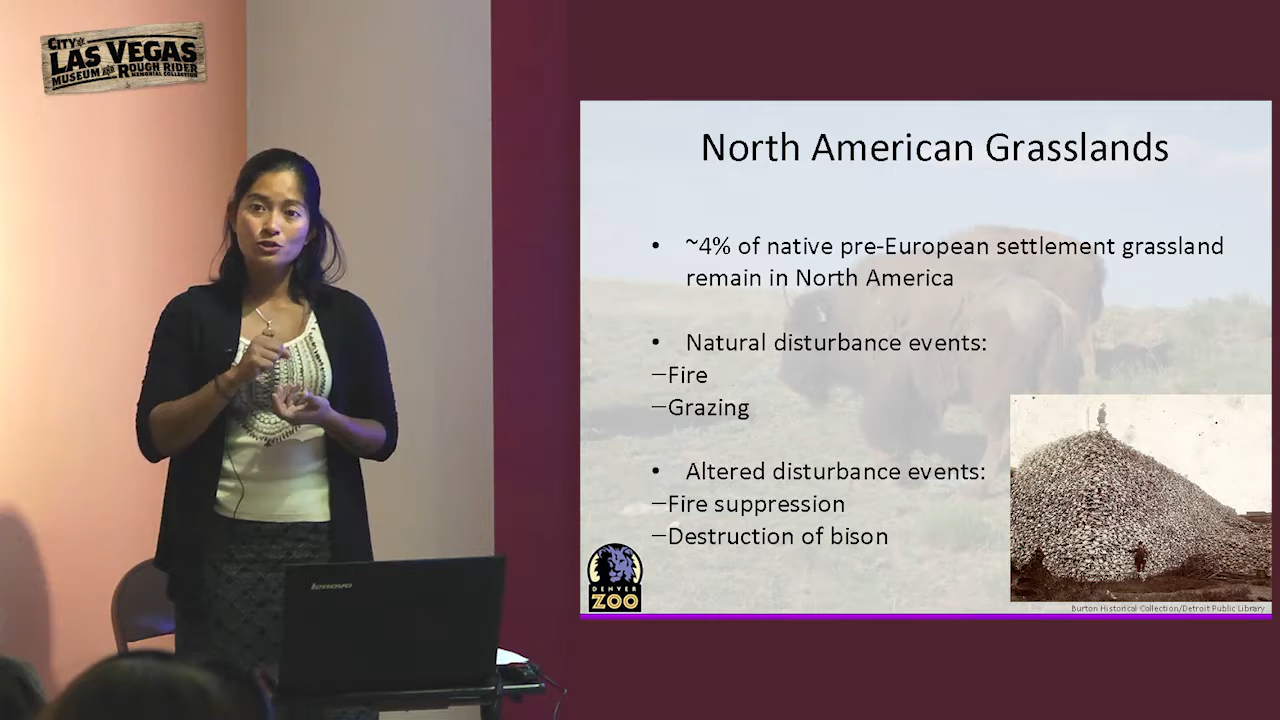 CITY OF
LAS VEGAS
MUSEUM AND ROUGH RIDER
MEMORIAL COLLECTION
North American Grasslands
• ~4% of native pre-European settlement grassland
remain in North America
• Natural disturbance events:
–Fire
–Grazing
• Altered disturbance events:
–Fire suppression
–Destruction of bison
DENVER
ZOO
Burton Historical Collection/Detroit Public Library
lenovo